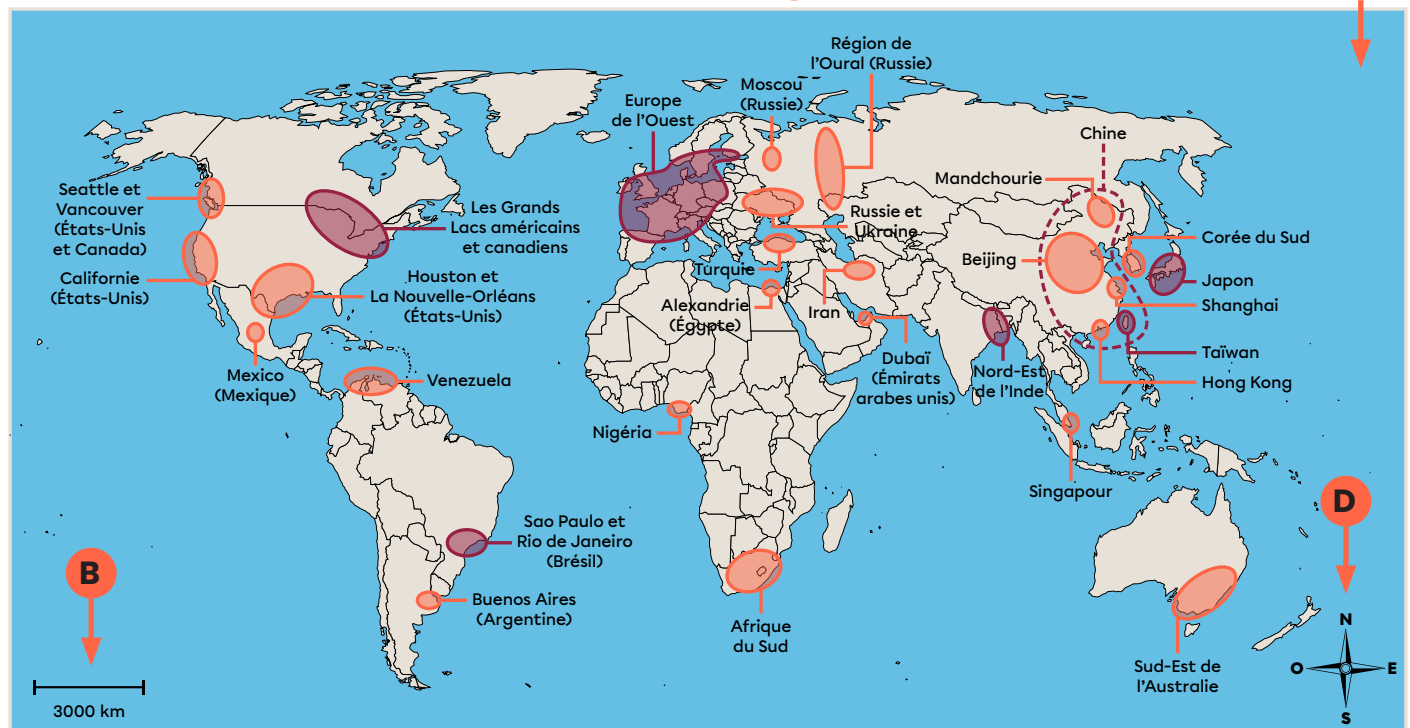 Région de
l'Oural (Russie)
Moscou
(Russie)
Europe
de l'Ouest
Chine
Mandchourie
Seattle et
Vancouver
(États-Unis
et Canada)
Les Grands
Lacs américains
et canadiens
Russie et
Ukraine
Corée du Sud
Beijing
Turquie
Californie
(États-Unis)
Houston et
La Nouvelle-Orléans
(États-Unis)
Japon
Alexandrie
(Égypte)
Iran
Shanghai
Dubaï
(Émirats
arabes unis)
Nord-Est
de l'Inde
Taïwan
Mexico
(Mexique)
Venezuela
Hong Kong
Nigéria
Singapour
D
Sao Paulo et
Rio de Janeiro
(Brésil)
B
Buenos Aires
(Argentine)
Afrique
du Sud
Sud-Est de
l'Australie
N
O
E
S
3000 km